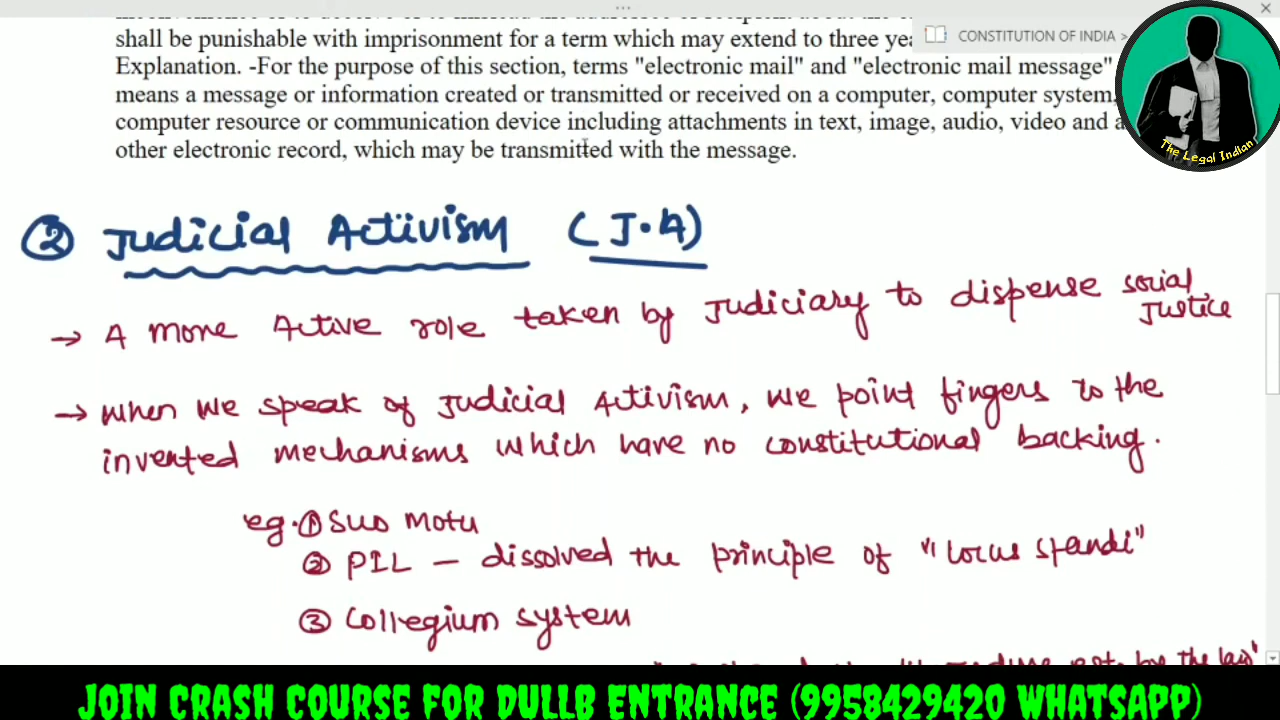 shall be punishable with imprisonment for a term which may extend to three
CONSTITUTION OF INDIA >
Explanation. -For the purpose of this section, terms "electronic mail" and "electronic mail message"
means a message or information created or transmitted or received on a computer, computer system,
computer resource or communication device including attachments in text, image, audio, video and
other electronic record, which may be transmitted with the message.
The Legal Indian
② Judicial Activism (J.A)
→ A more Active role taken by Judiciary to dispense social
Justice
→ When we speak of Judicial Activism, we point fingers to the
invented mechanisms which have no constitutional backing.
eg. ① Suo Motu
② PIL – dissolved the principle of "locus standi"
③ Collegium system
JOIN CRASH COURSE FOR DULLB ENTRANCE (9958429420 WHATSAPP)